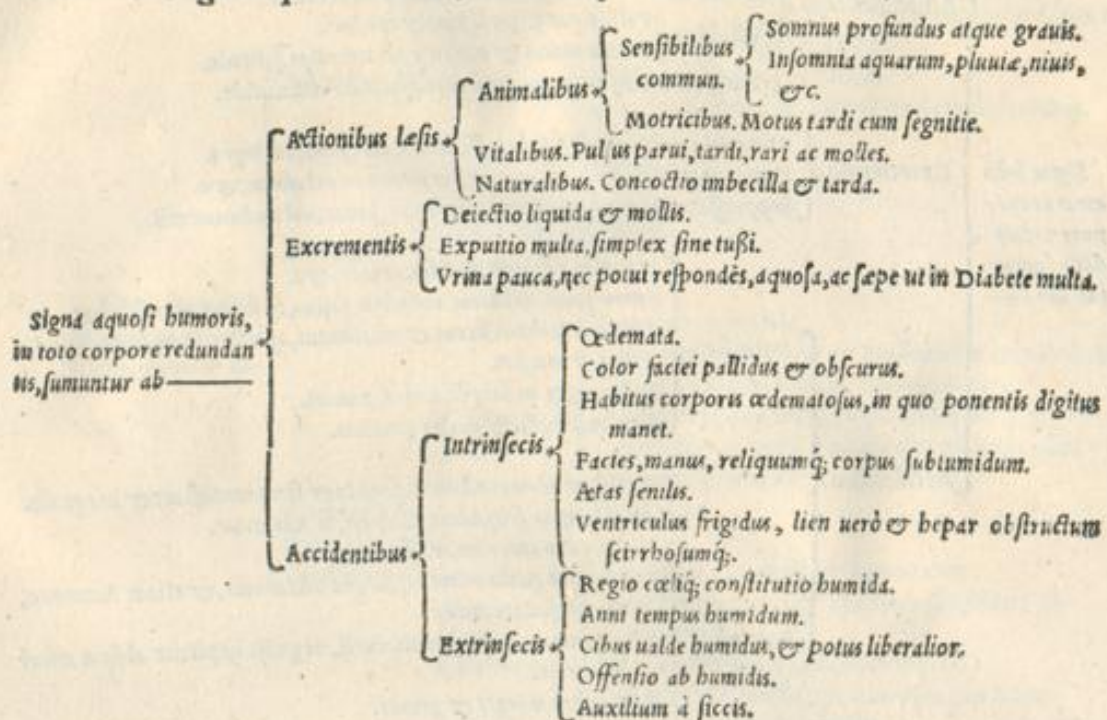 Somnus profundus atque grauis.
Sensibilibus
Insomnia aquarum, pluuiæ, niuis,
commun.
&c.
Animalibus
Motricibus. Motus tardi cum segnitie.
Actionibus læsis
Vitalibus. Pulsus parui, tardi, rari ac molles.
Naturalibus. Concoctio imbecilla & tarda.
Deiectio liquida & mollis.
Excrementis
Expuitio multa, simplex sine tußi.
Vrina pauca, nec potui respondēs, aquosa, ac sæpe ut in Diabete multa.
Signa aquosi humoris,
in toto corpore redundan
tis, sumuntur ab
Œdemata.
Color faciei pallidus & obscurus.
Habitus corporis œdematosus, in quo ponentis digitus
manet.
Intrinsecis
Facies, manus, reliquumq́; corpus subtumidum.
Ætas senilis.
Ventriculus frigidus, lien uerò & hepar obstructum
scirrhosumq́;.
Accidentibus
Regio cœliq́; constitutio humida.
Anni tempus humidum.
Extrinsecis
Cibus ualde humidus, & potus liberalior.
Offensio ab humidis.
Auxilium à siccis.